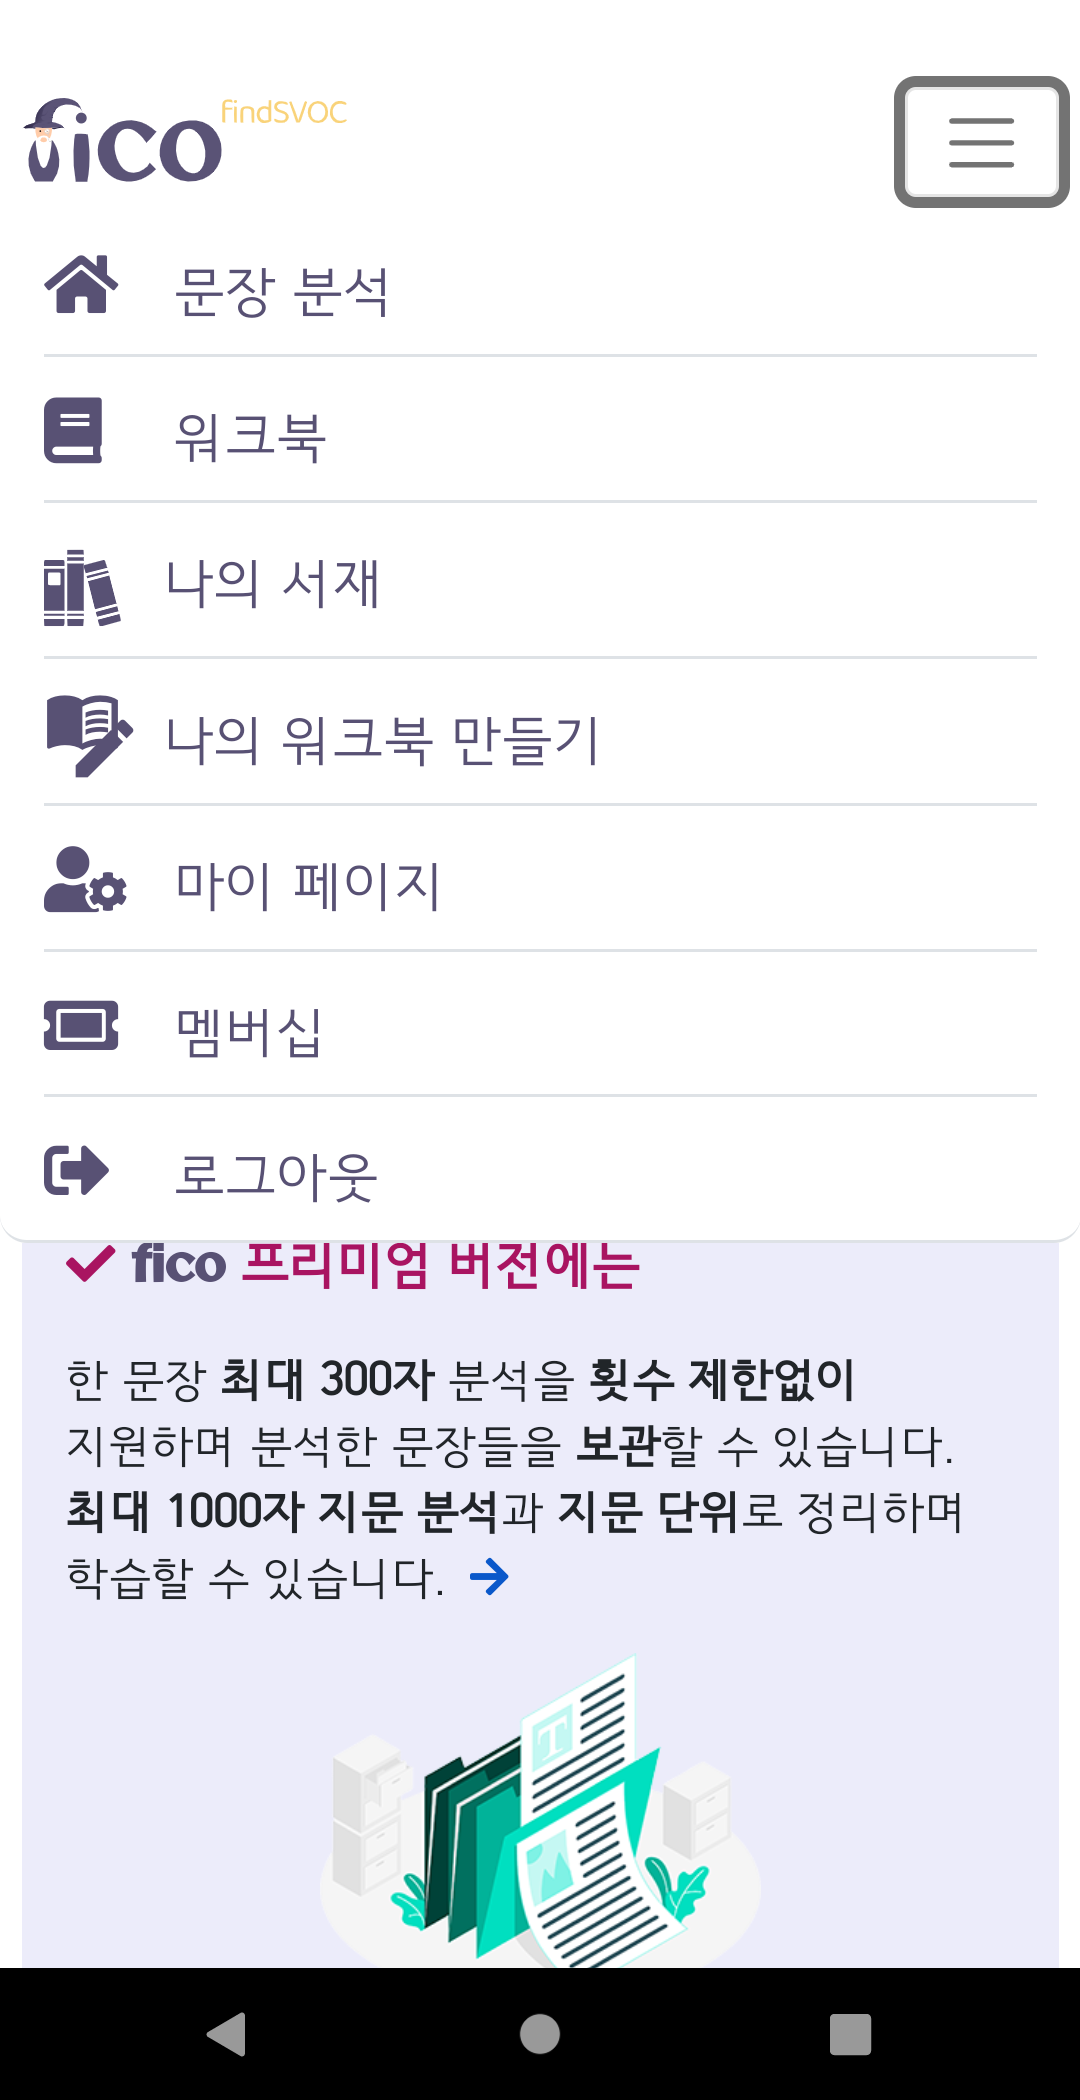 fico findSVOC
문장 분석
워크북
나의 서재
나의 워크북 만들기
마이 페이지
멤버십
로그아웃
fico 프리미엄 버전에는
한 문장 최대 300자 분석을 횟수 제한없이
지원하며 분석한 문장들을 보관할 수 있습니다.
최대 1000자 지문 분석과 지문 단위로 정리하며
학습할 수 있습니다.
T